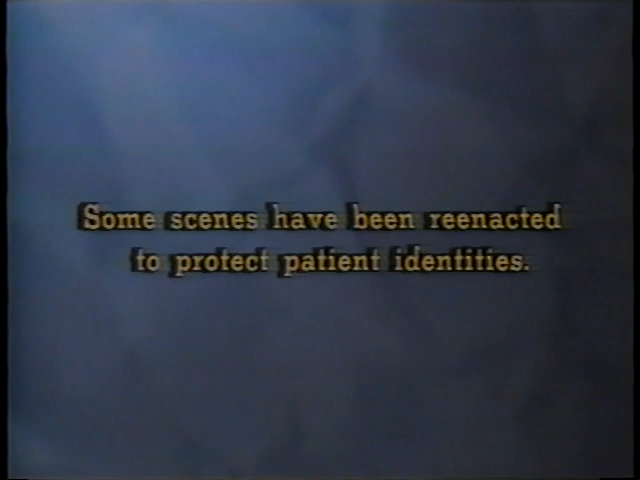 Some scenes have been reenacted
to protect patient identities.